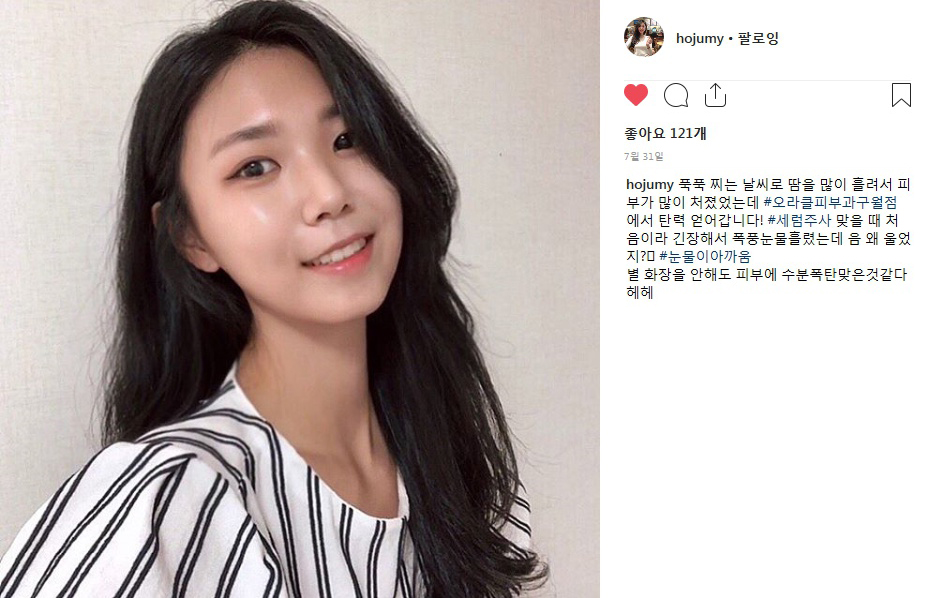 hojumy • 팔로잉
좋아요 121개
7월 31일
hojumy 푹푹 찌는 날씨로 땀을 많이 흘려서 피
부가 많이 처졌었는데 #오라클피부과구월점
에서 탄력 얻어갑니다! #세럼주사 맞을 때 처
음이라 긴장해서 폭풍눈물흘렸는데 음 왜 울었
지?▯ #눈물이아까움
별 화장을 안해도 피부에 수분폭탄맞은것같다
헤헤